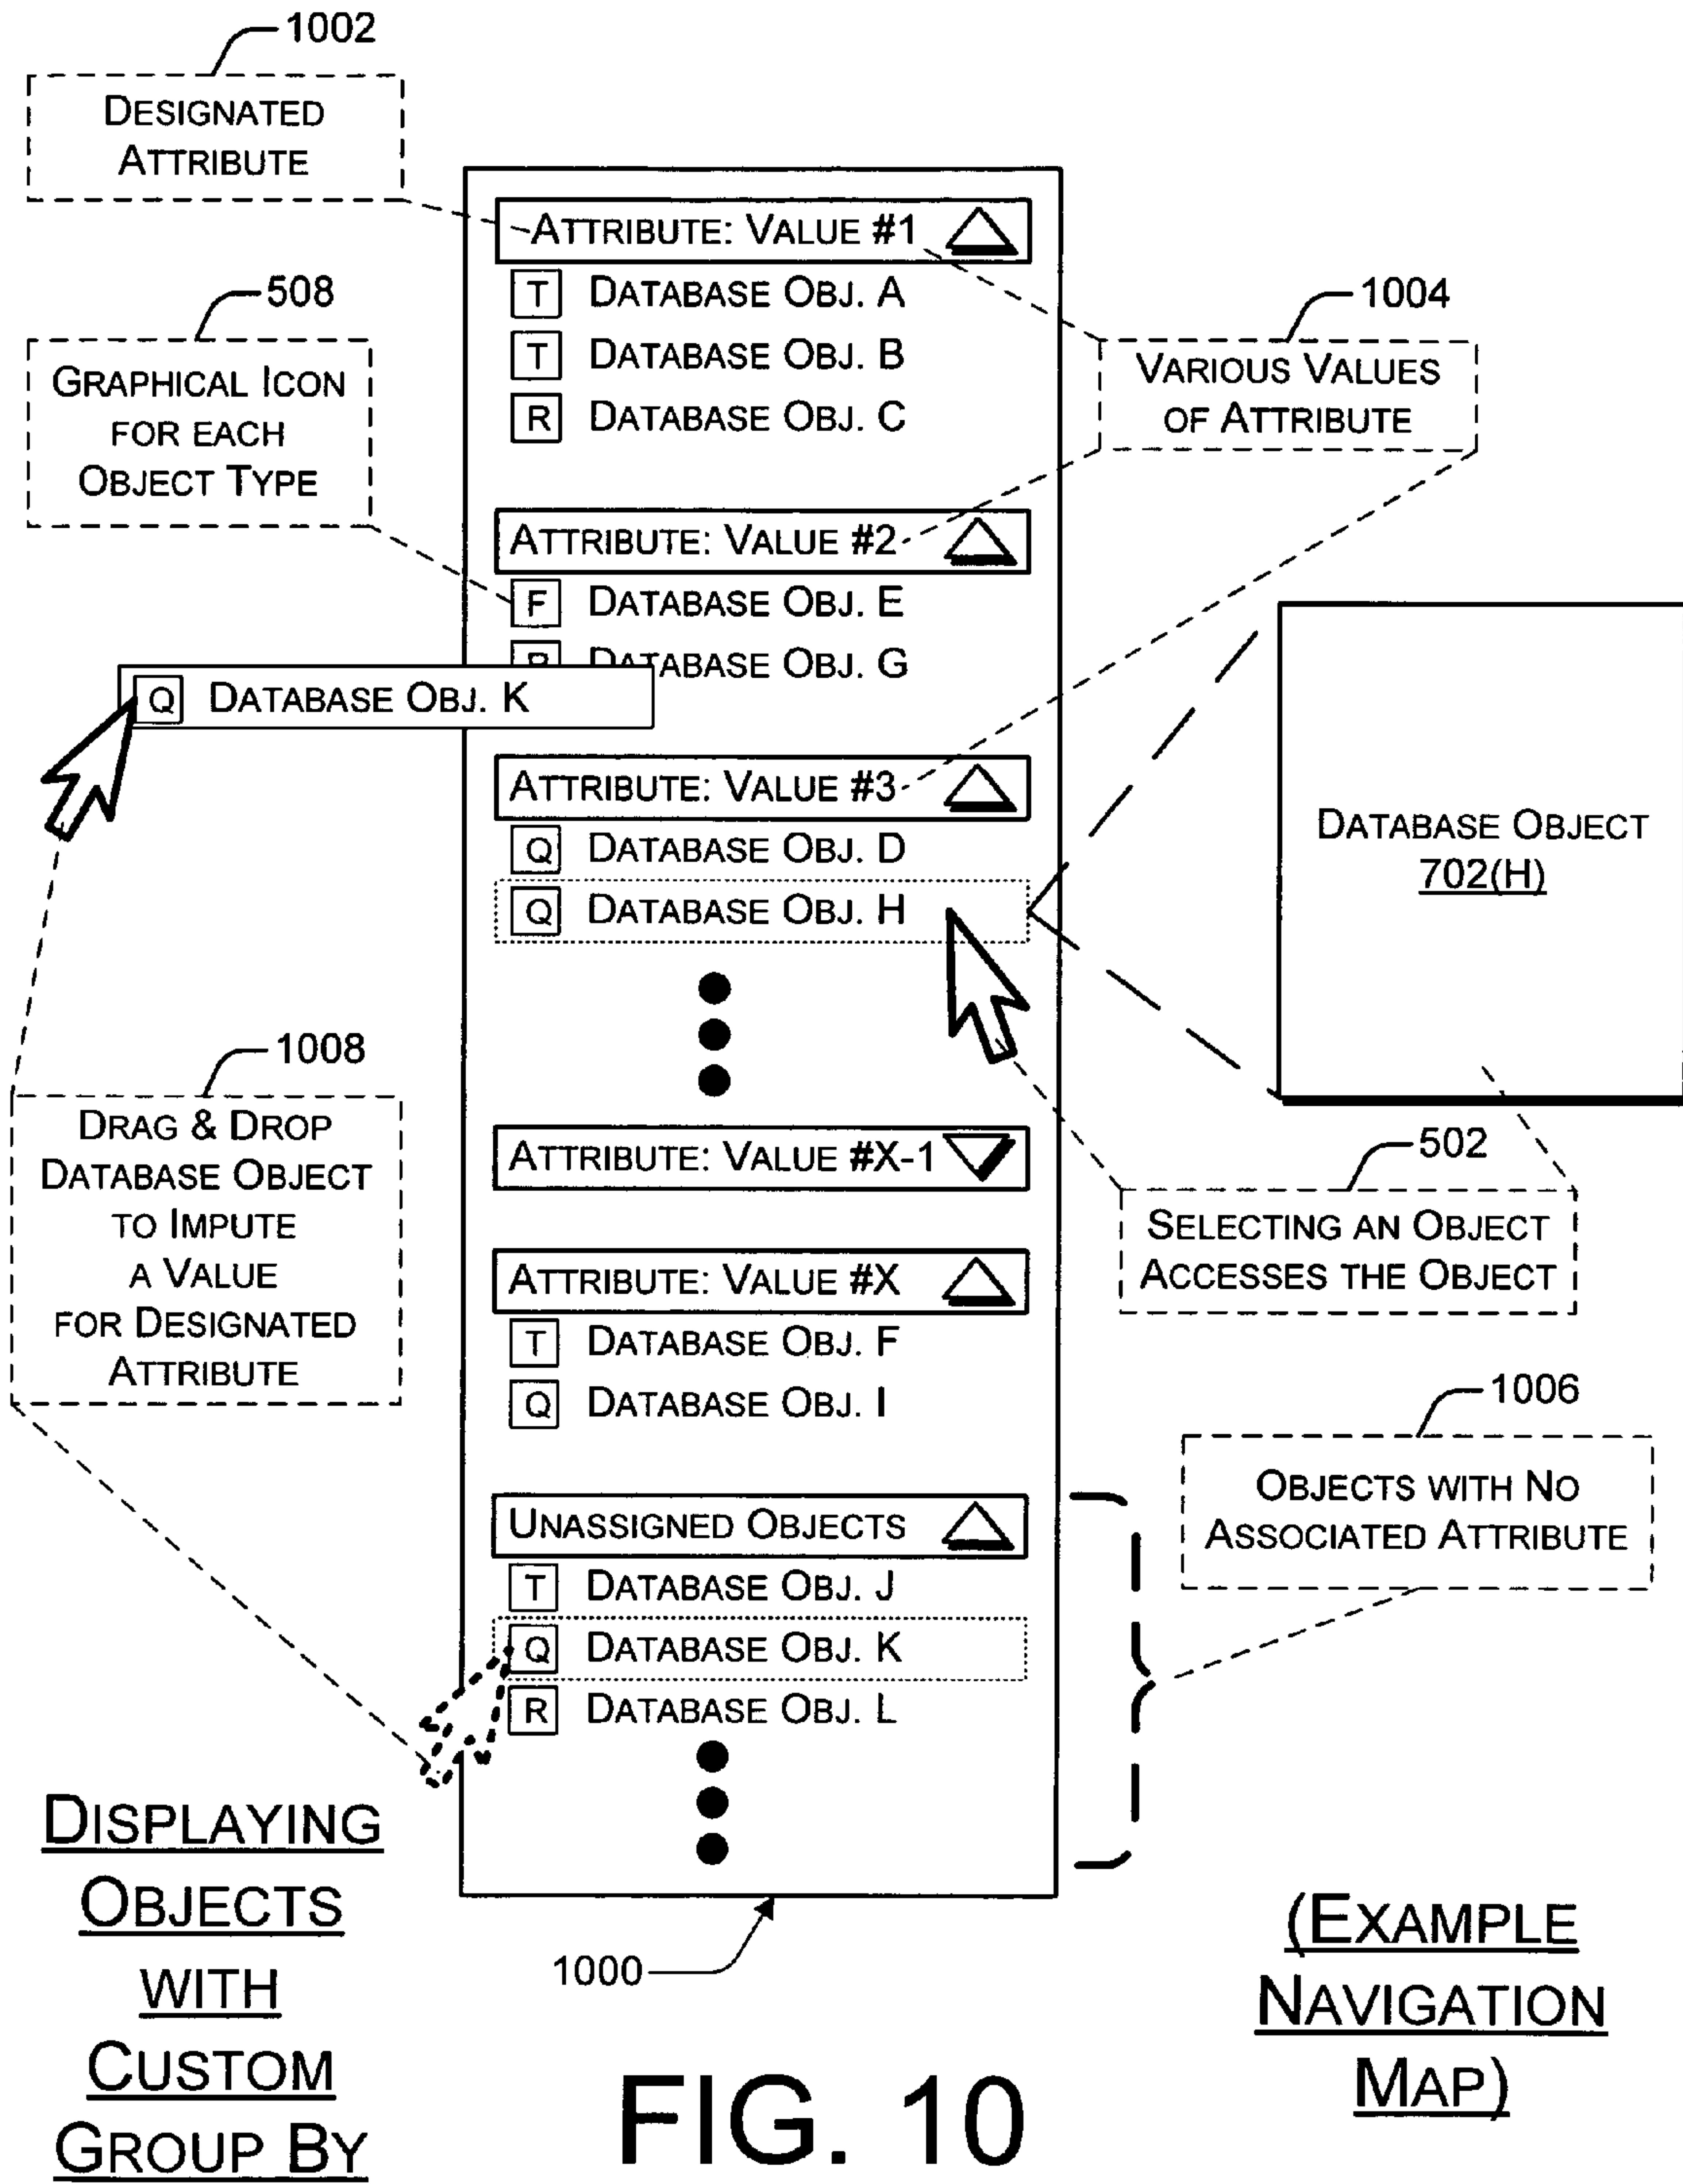 1002
DESIGNATED
ATTRIBUTE
ATTRIBUTE: VALUE #1
T DATABASE OBJ. A
T DATABASE OBJ. B
R DATABASE OBJ. C
508
GRAPHICAL ICON
FOR EACH
OBJECT TYPE
1004
VARIOUS VALUES
OF ATTRIBUTE
ATTRIBUTE: VALUE #2
F DATABASE OBJ. E
DATABASE OBJ. G
Q DATABASE OBJ. K
ATTRIBUTE: VALUE #3
Q DATABASE OBJ. D
Q DATABASE OBJ. H
DATABASE OBJECT
702(H)
1008
DRAG & DROP
DATABASE OBJECT
TO IMPUTE
A VALUE
FOR DESIGNATED
ATTRIBUTE
ATTRIBUTE: VALUE #X-1
502
SELECTING AN OBJECT
ACCESSES THE OBJECT
ATTRIBUTE: VALUE #X
T DATABASE OBJ. F
Q DATABASE OBJ. I
1006
OBJECTS WITH NO
ASSOCIATED ATTRIBUTE
UNASSIGNED OBJECTS
T DATABASE OBJ. J
Q DATABASE OBJ. K
R DATABASE OBJ. L
1000
DISPLAYING
OBJECTS
WITH
CUSTOM
GROUP BY
(EXAMPLE
NAVIGATION
MAP)
FIG. 10